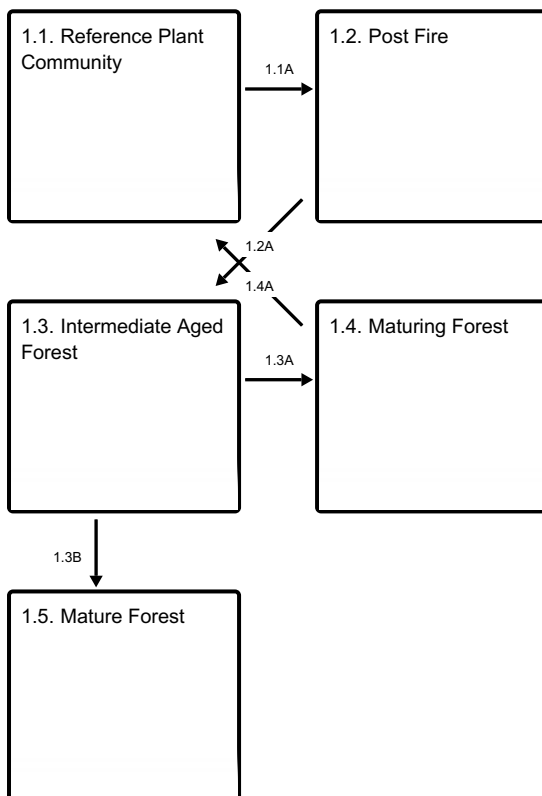 1.1. Reference Plant
Community
1.1A
1.2. Post Fire
1.2A
1.4A
1.3. Intermediate Aged
Forest
1.3A
1.4. Maturing Forest
1.3B
1.5. Mature Forest